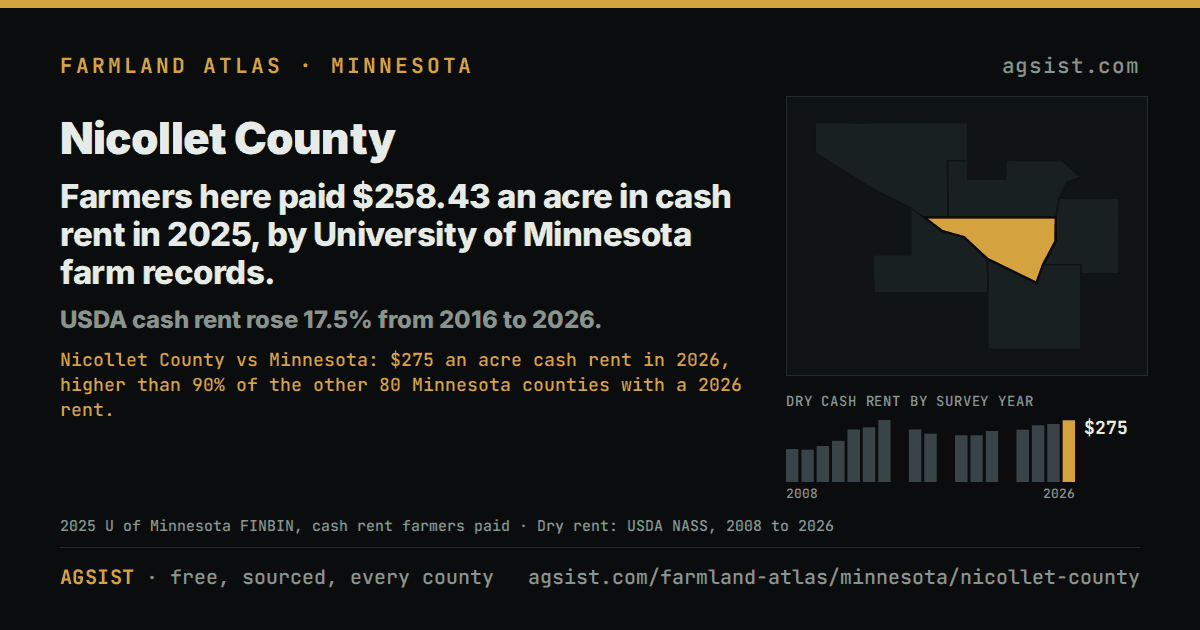 FARMLAND ATLAS · MINNESOTA
agsist.com
Nicollet County
Farmers here paid $258.43 an acre in cash
rent in 2025, by University of Minnesota
farm records.
USDA cash rent rose 17.5% from 2016 to 2026.
Nicollet County vs Minnesota: $275 an acre cash rent in 2026,
higher than 90% of the other 80 Minnesota counties with a 2026
rent.
DRY CASH RENT BY SURVEY YEAR
$275
2008
2026
2025 U of Minnesota FINBIN, cash rent farmers paid · Dry rent: USDA NASS, 2008 to 2026
AGSIST · free, sourced, every county
agsist.com/farmland-atlas/minnesota/nicollet-county